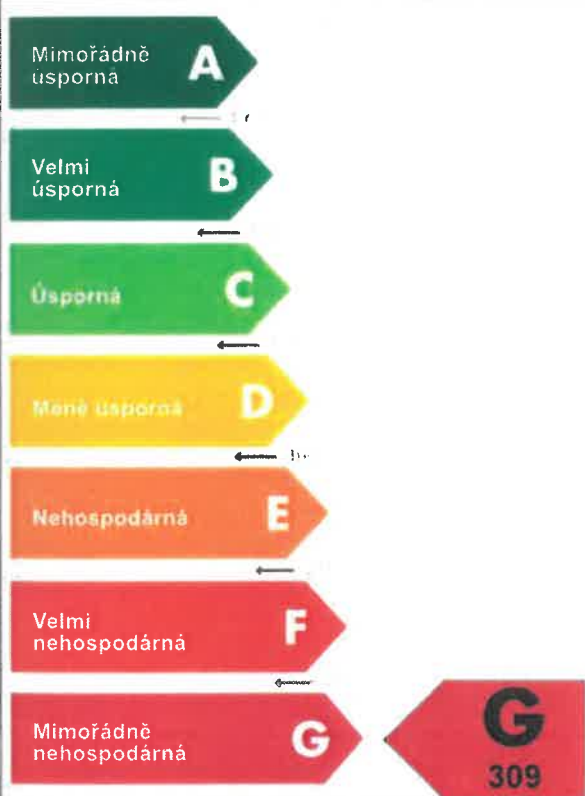 Mimořádně
úsporná
A
Velmi
úsporná
B
Úsporná
C
Méně úsporná
D
Nehospodárná
E
Velmi
nehospodárná
F
Mimořádně
nehospodárná
G
G
309